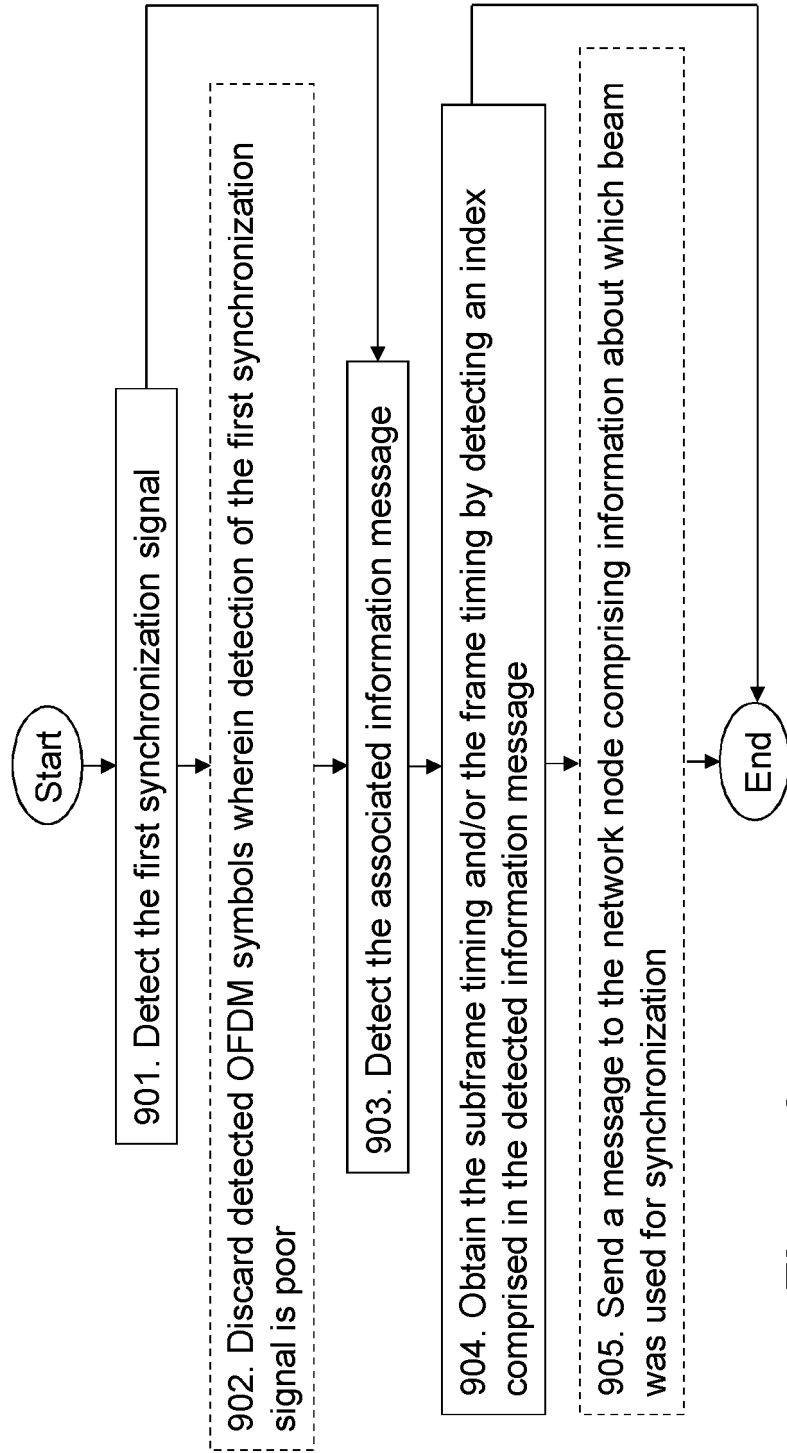 Start
901. Detect the first synchronization signal
902. Discard detected OFDM symbols wherein detection of the first synchronization
signal is poor
903. Detect the associated information message
904. Obtain the subframe timing and/or the frame timing by detecting an index
comprised in the detected information message
905. Send a message to the network node comprising information about which beam
was used for synchronization
End